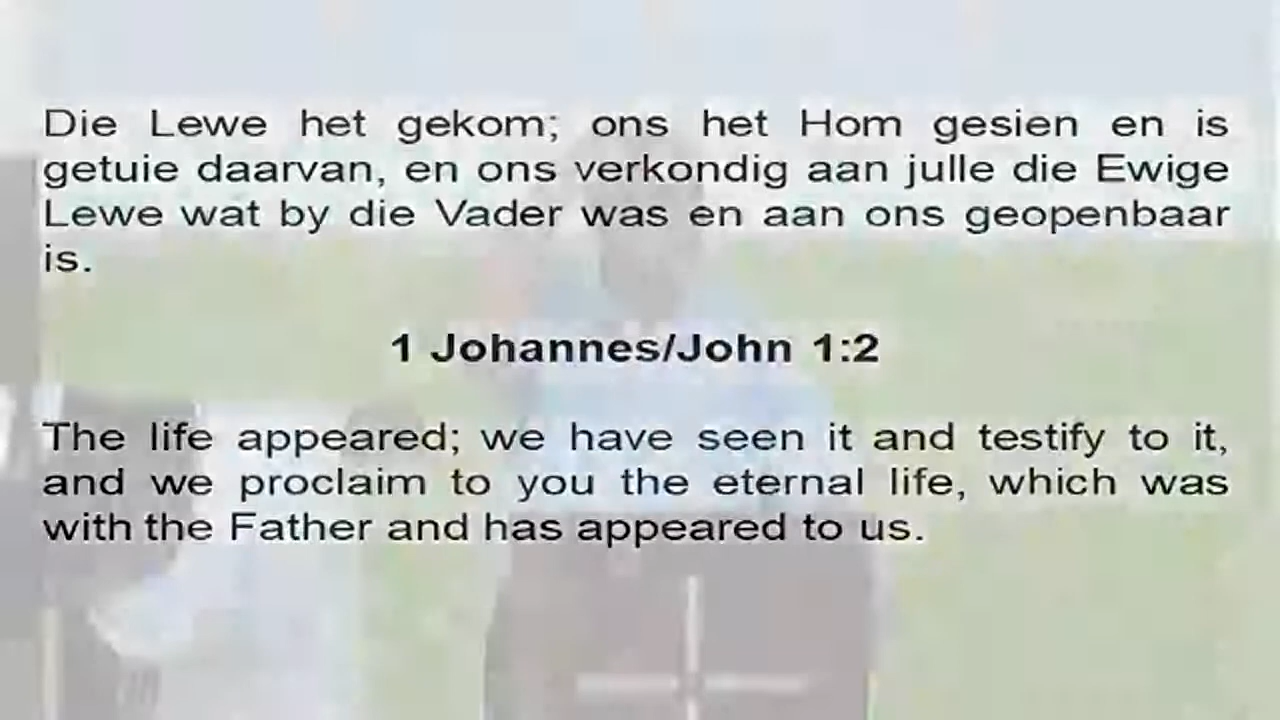 Die Lewe het gekom; ons het Hom gesien en is
getuie daarvan, en ons verkondig aan julle die Ewige
Lewe wat by die Vader was en aan ons geopenbaar
is.
1 Johannes/John 1:2
The life appeared; we have seen it and testify to it,
and we proclaim to you the eternal life, which was
with the Father and has appeared to us.